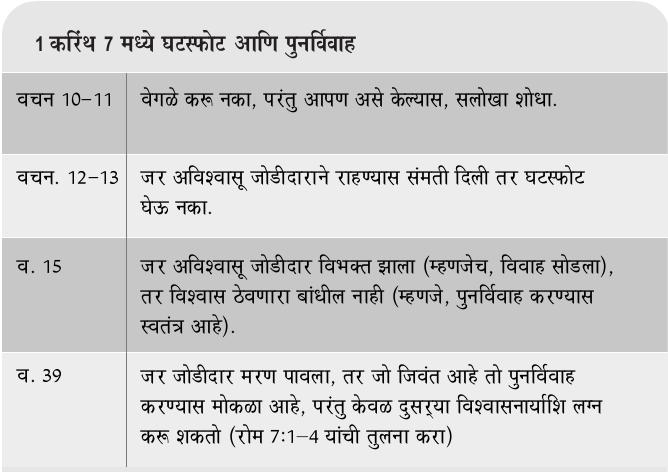 1 करिंथ 7 मध्ये घटस्फोट आणि पुनर्विवाह
वचन 10–11
वेगळे करू नका, परंतु आपण असे केल्यास, सलोखा शोधा.
वचन. 12–13
जर अविश्वासू जोडीदाराने राहण्यास संमती दिली तर घटस्फोट
घेऊ नका.
व. 15
जर अविश्वासू जोडीदार विभक्त झाला (म्हणजेच, विवाह सोडला),
तर विश्वास ठेवणारा बांधील नाही (म्हणजे, पुनर्विवाह करण्यास
स्वतंत्र आहे).
व. 39
जर जोडीदार मरण पावला, तर जो जिवंत आहे तो पुनर्विवाह
करण्यास मोकळा आहे, परंतु केवळ दुसऱ्या विश्वासनार्याशि लग्न
करू शकतो (रोम 7:1–4 यांची तुलना करा)